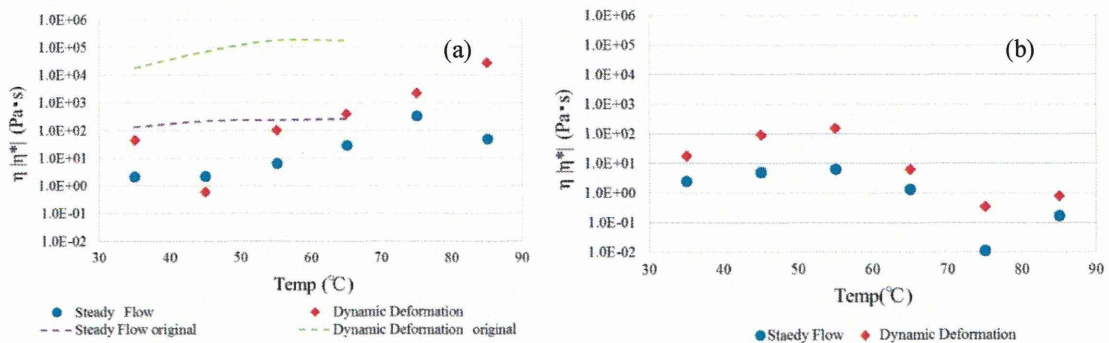 (a)
1.0E+06
1.0E+05
1.0E+04
1.0E+03
1.0E+02
1.0E+01
1.0E+00
1.0E-01
1.0E-02
η |η*| (Pa・s)
30 40 50 60 70 80 90
Temp (℃)
Steady Flow
Dynamic Deformation
Steady Flow original
Dynamic Deformation original
(b)
1.0E+06
1.0E+05
1.0E+04
1.0E+03
1.0E+02
1.0E+01
1.0E+00
1.0E-01
1.0E-02
η |η*| (Pa・s)
30 40 50 60 70 80 90
Temp(℃)
Staedy Flow
Dynamic Deformation